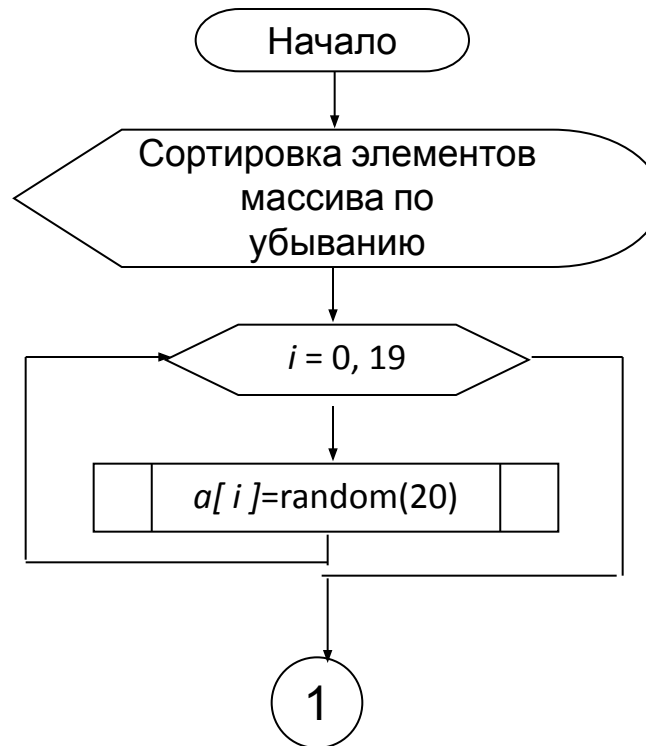 Начало
Сортировка элементов
массива по
убыванию
i = 0, 19
a[ i ]=random(20)
1